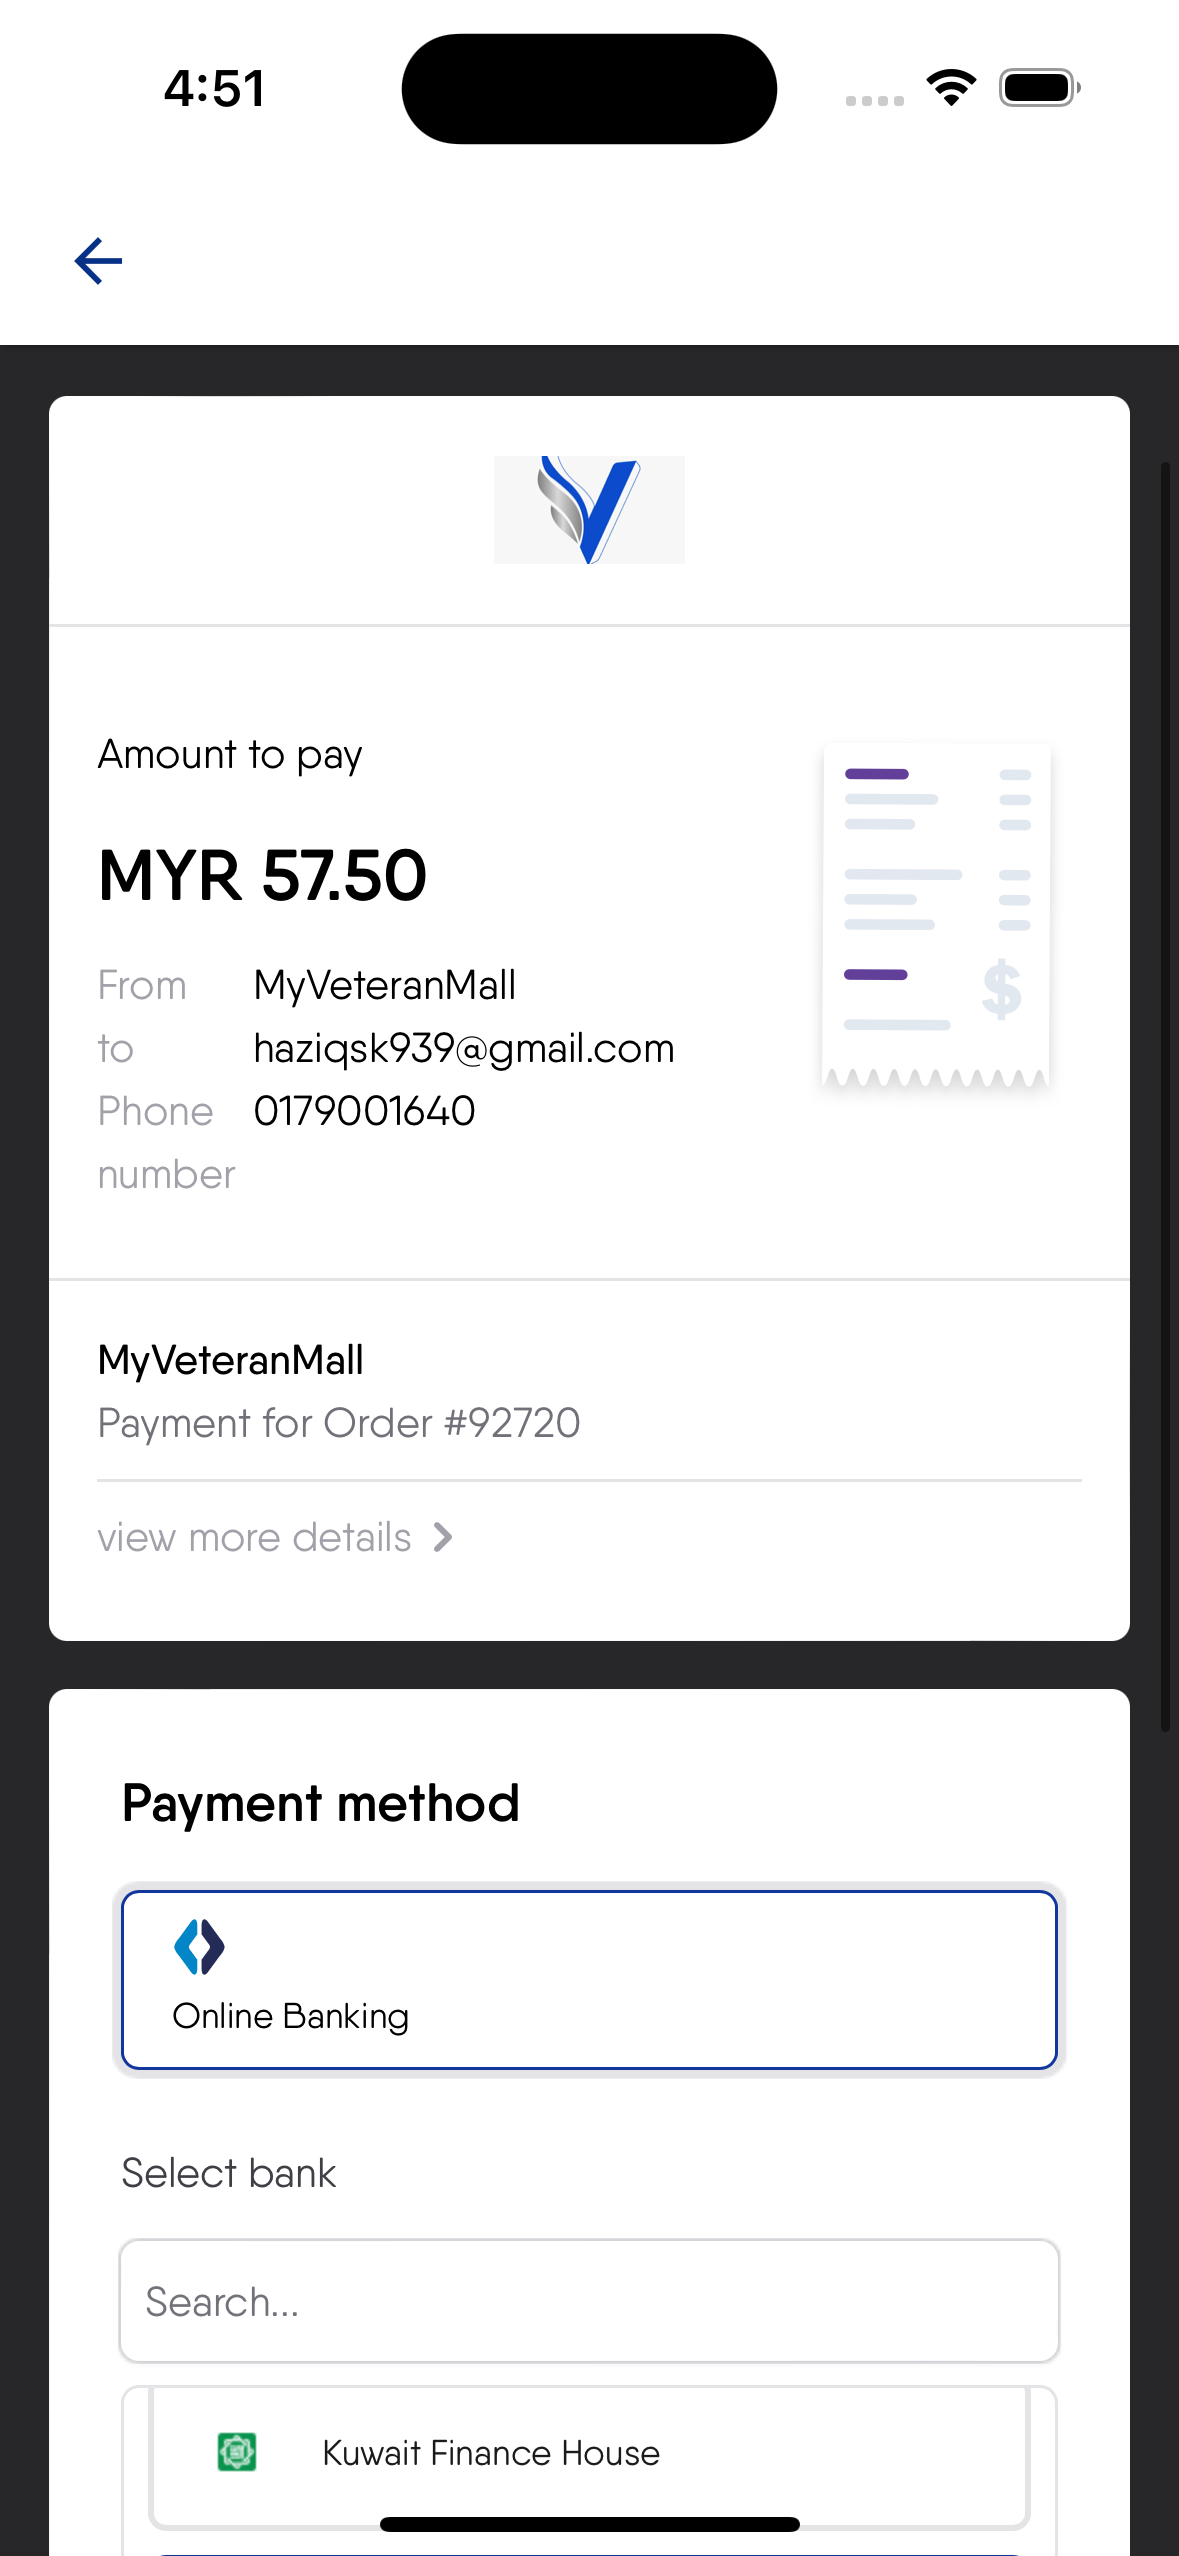 4:51
Amount to pay
MYR 57.50
From MyVeteranMall
to haziqsk939@gmail.com
Phone number 0179001640
MyVeteranMall
Payment for Order #92720
view more details
Payment method
Online Banking
Select bank
Search...
Kuwait Finance House